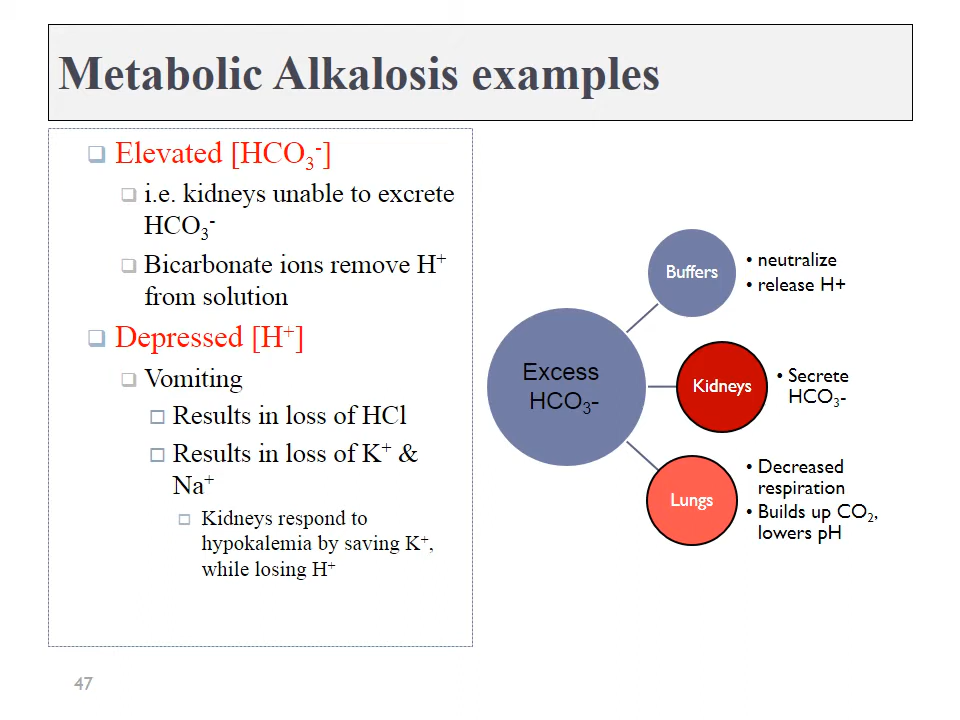 Metabolic Alkalosis examples
Elevated [HCO₃⁻]
i.e. kidneys unable to excrete
HCO₃⁻
Bicarbonate ions remove H⁺
from solution
Depressed [H⁺]
Vomiting
Results in loss of HCl
Results in loss of K⁺ &
Na⁺
Kidneys respond to
hypokalemia by saving K⁺,
while losing H⁺
Excess
HCO₃-
Buffers
• neutralize
• release H+
Kidneys
• Secrete
HCO₃-
Lungs
• Decreased
respiration
• Builds up CO₂,
lowers pH
47